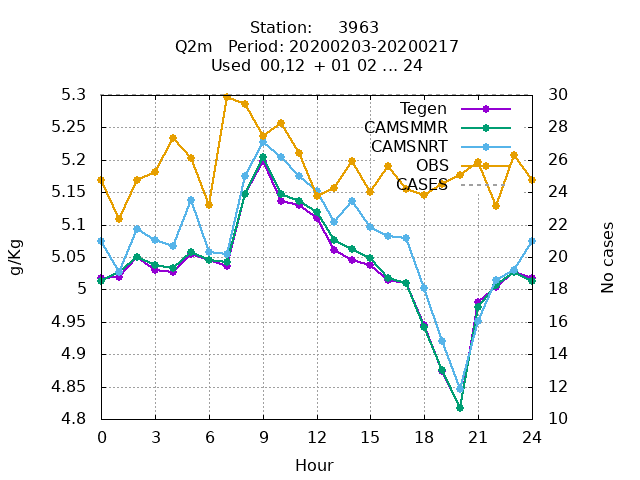 Station: 3963
Q2m Period: 20200203-20200217
Used 00,12 + 01 02 ... 24
5.3 30
Tegen
5.25 CAMSMMR 28
CAMSNRT
5.2 OBS 26
5.15 CASES 24
5.1 22
5.05 20
5 18
4.95 16
4.9 14
4.85 12
4.8 10
g/Kg
No cases
0 3 6 9 12 15 18 21 24
Hour